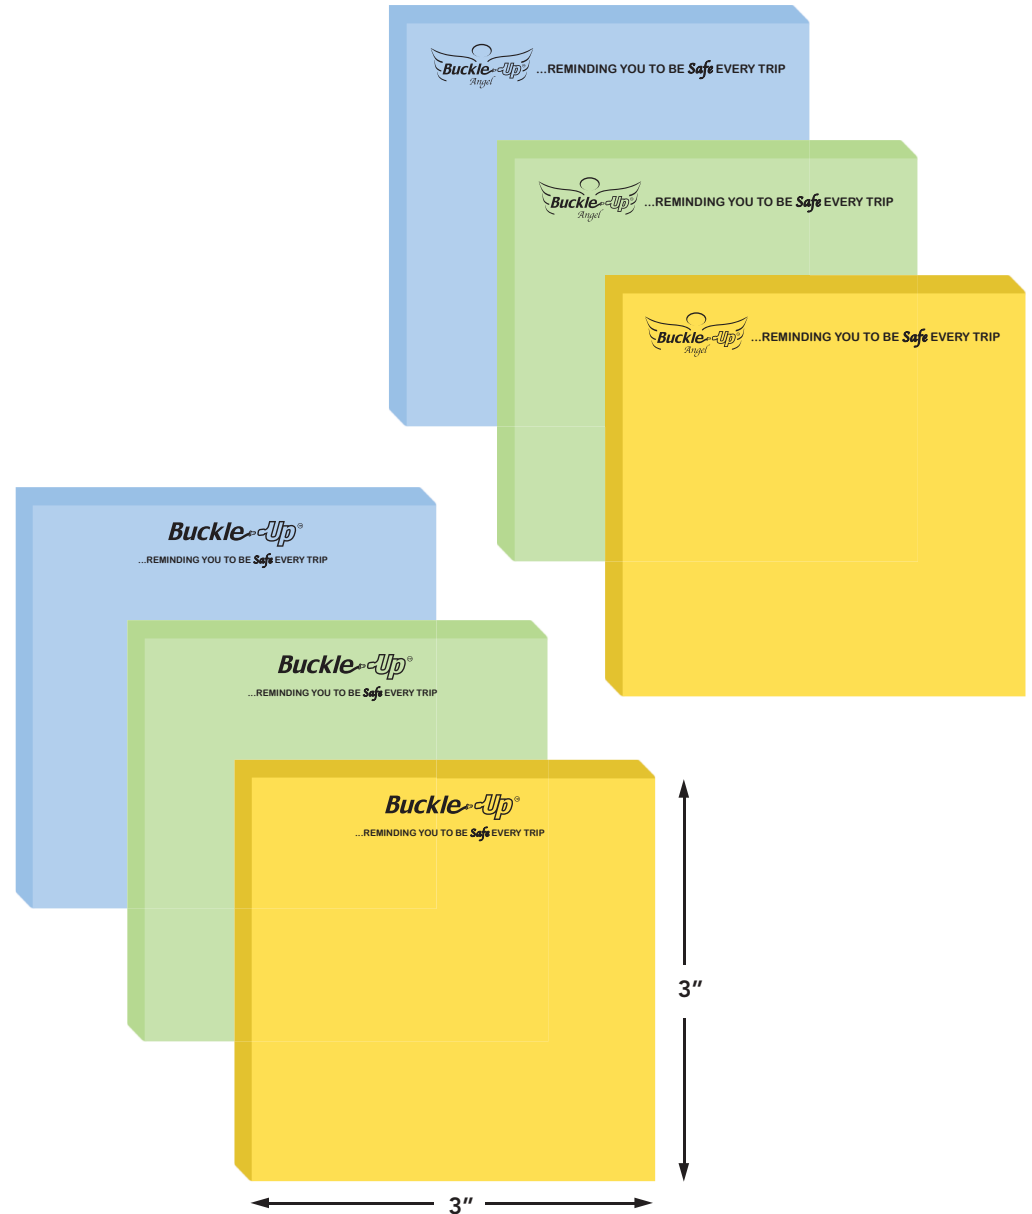 Buckle-Up® ...REMINDING YOU TO BE Safe EVERY TRIP
Angel
Buckle-Up® ...REMINDING YOU TO BE Safe EVERY TRIP
Angel
Buckle-Up® ...REMINDING YOU TO BE Safe EVERY TRIP
Angel
Buckle-Up
...REMINDING YOU TO BE Safe EVERY TRIP
Buckle-Up
...REMINDING YOU TO BE Safe EVERY TRIP
Buckle-Up
...REMINDING YOU TO BE Safe EVERY TRIP
3"
3"